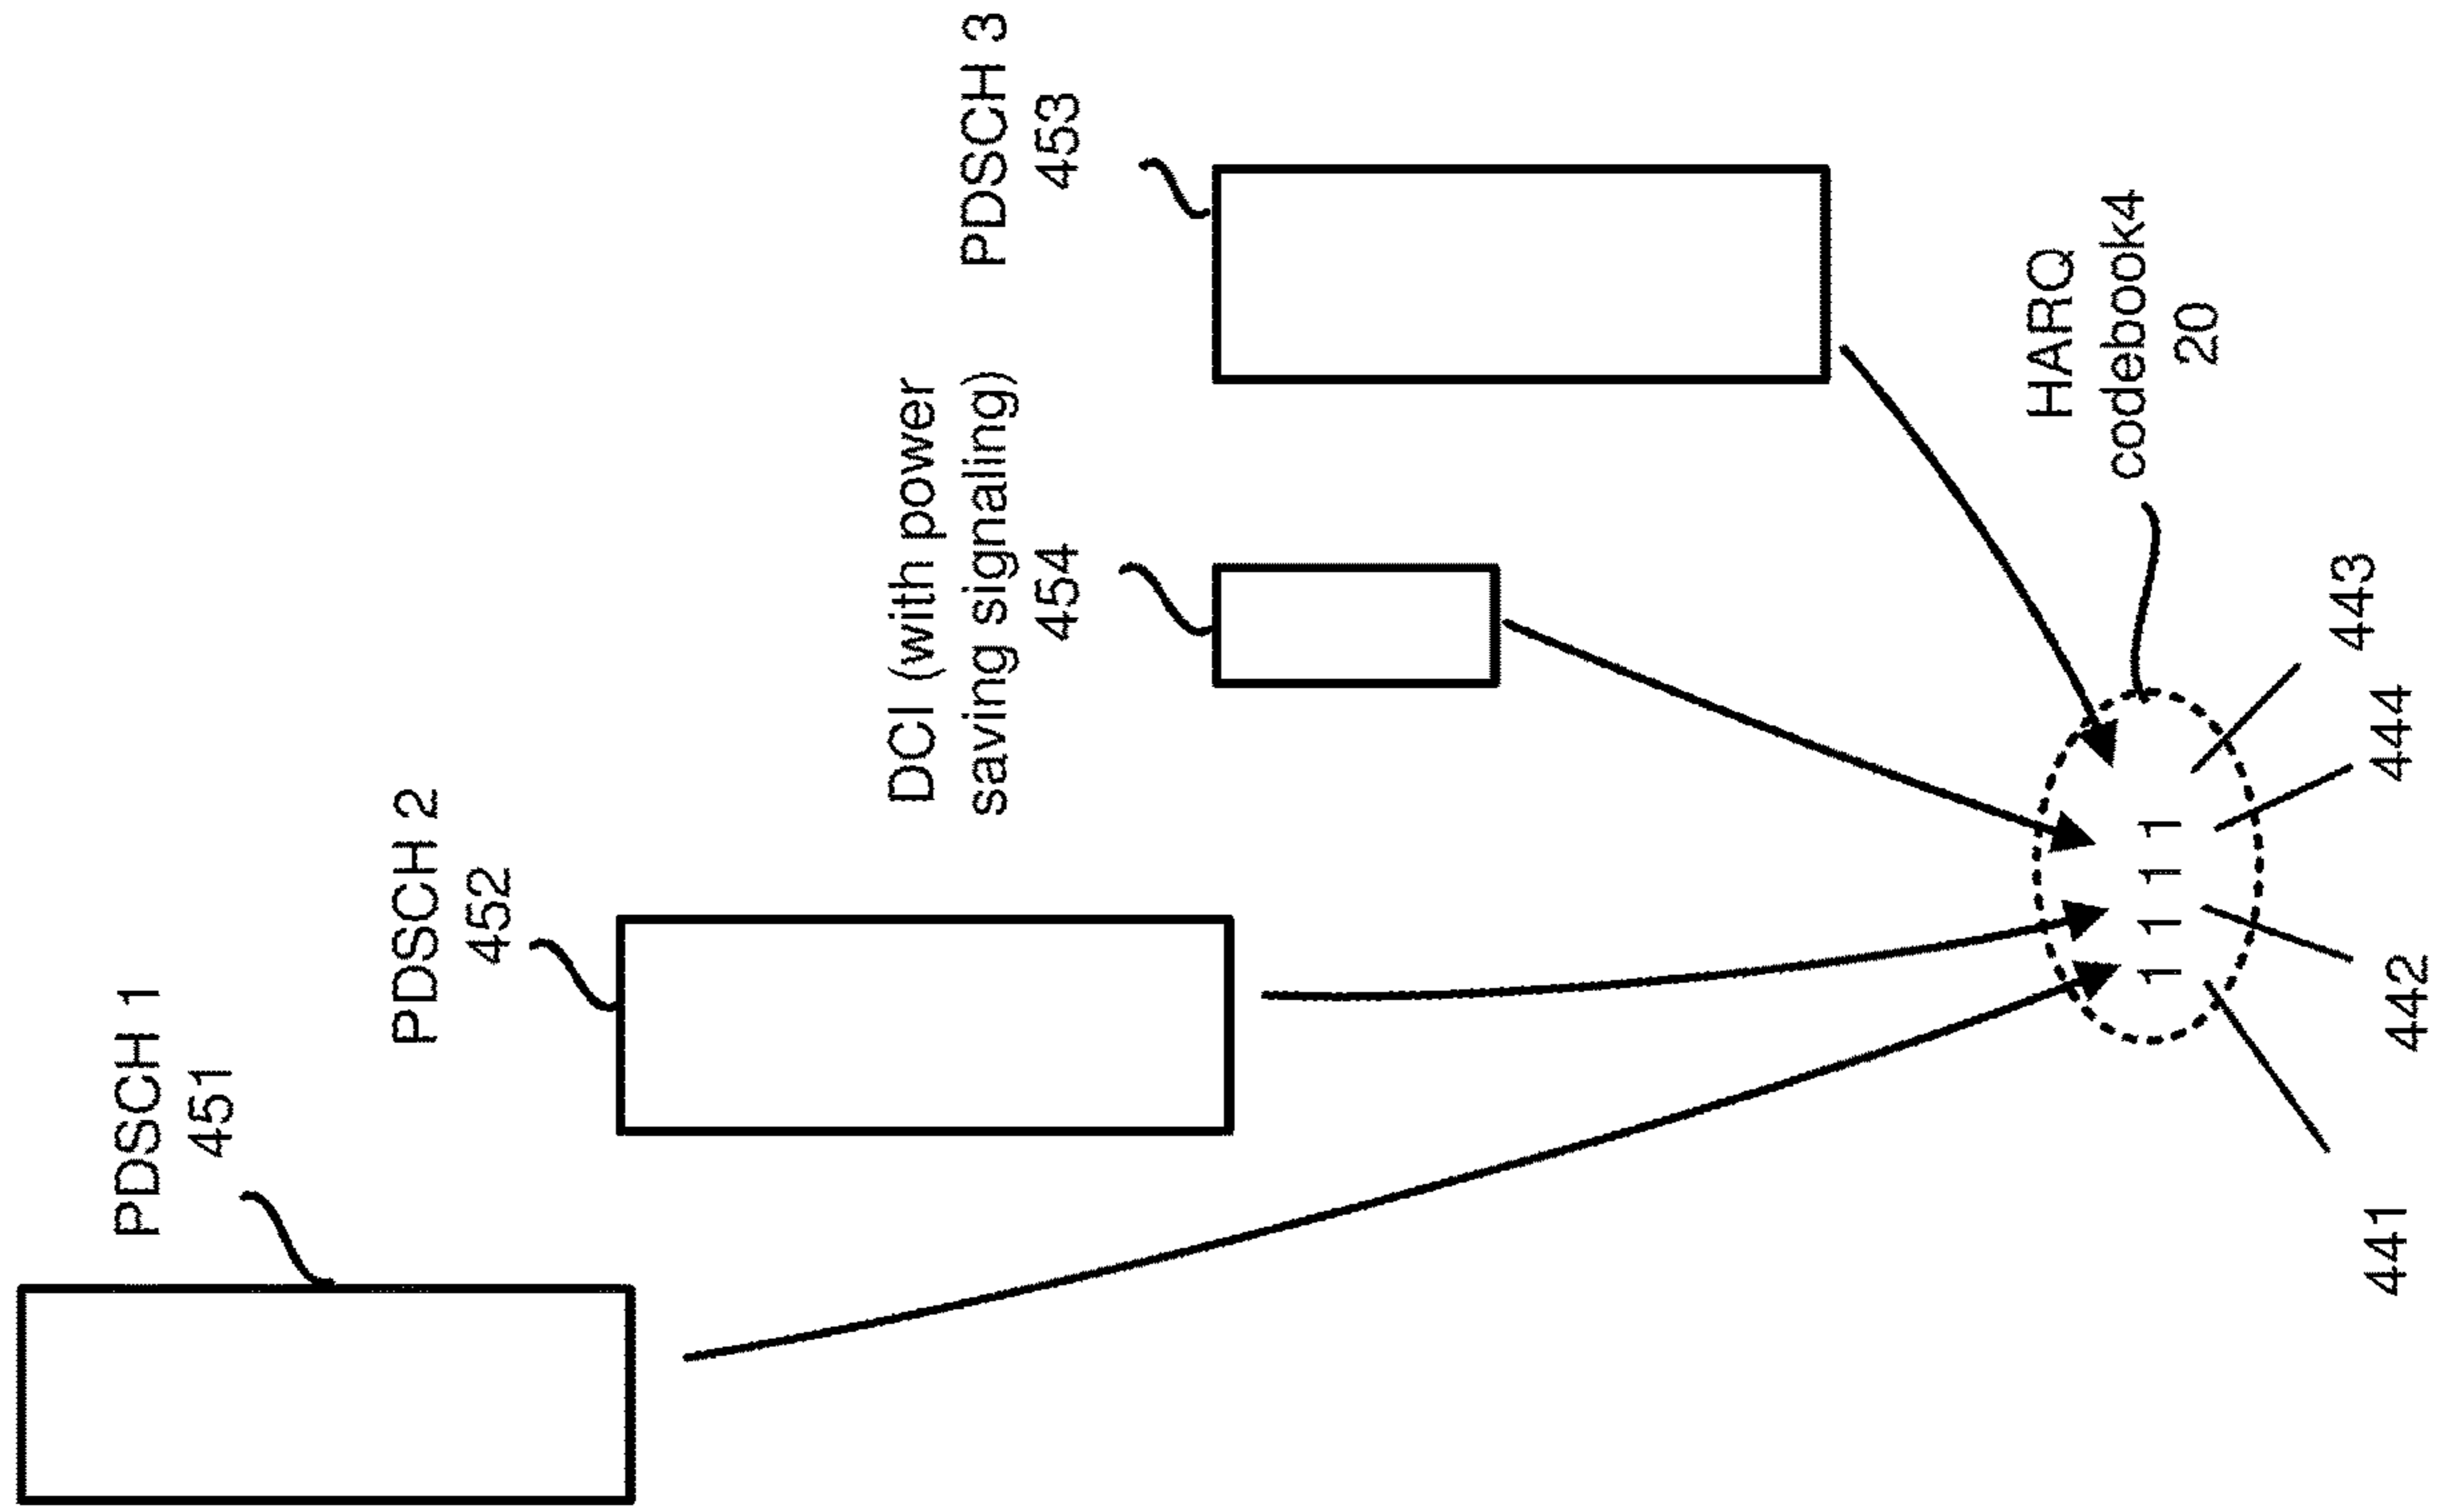 PDSCH 1
451
PDSCH 2
452
DCI (with power
saving signaling)
454
PDSCH 3
453
HARQ
codebook4
20
1 1 1 1
441
442
444
443